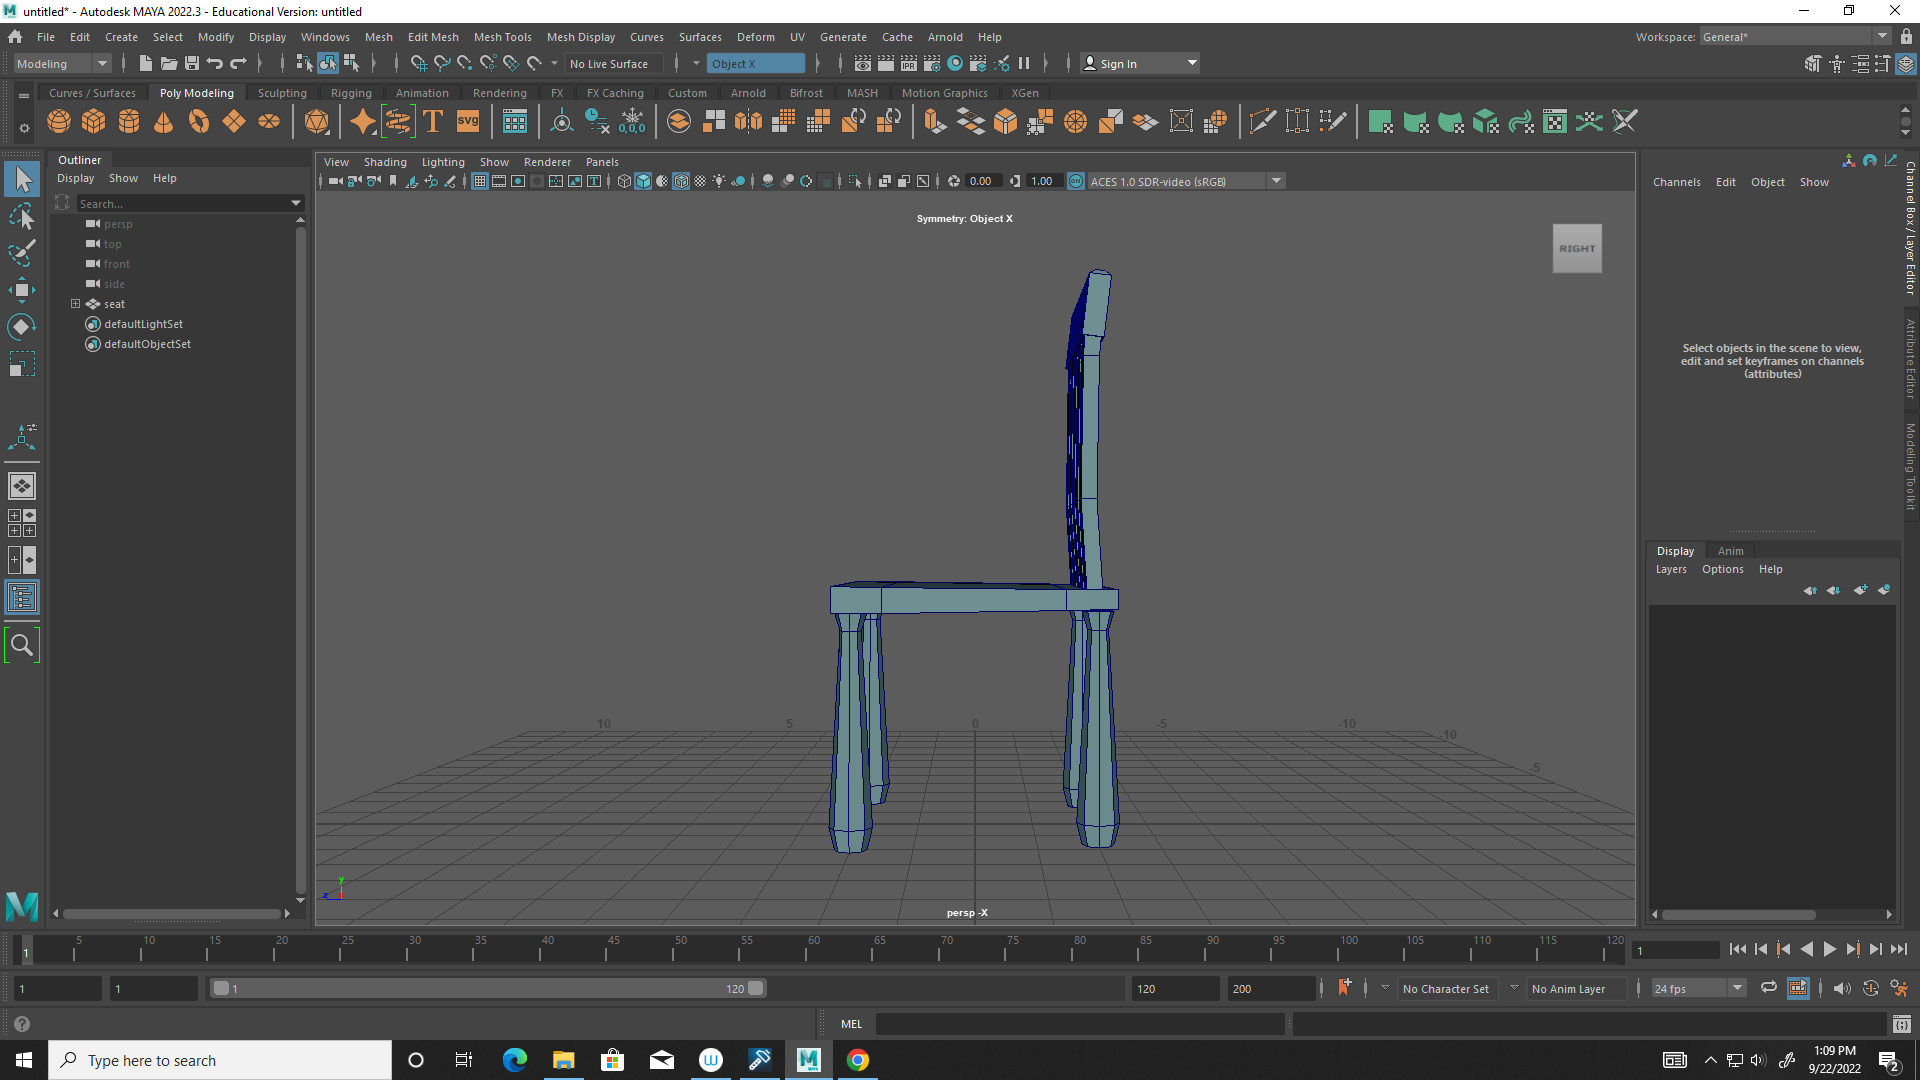 untitled* - Autodesk MAYA 2022.3 - Educational Version: untitled
File Edit Create Select Modify Display Windows Mesh Edit Mesh Mesh Tools Mesh Display Curves Surfaces Deform UV Generate Cache Arnold Help
Workspace: General*
Modeling
No Live Surface
Object X
IPR
Sign In
Curves / Surfaces Poly Modeling Sculpting Rigging Animation Rendering FX FX Caching Custom Arnold Bifrost MASH Motion Graphics XGen
T
SVG
0,0,0
Outliner
Display Show Help
Search...
persp
top
front
side
seat
defaultLightSet
defaultObjectSet
View Shading Lighting Show Renderer Panels
0.00
1.00
ON
ACES 1.0 SDR-video (sRGB)
Symmetry: Object X
RIGHT
10
5
0
-5
-10
-10
-5
y
z
persp -X
Channels Edit Object Show
Select objects in the scene to view,
edit and set keyframes on channels
(attributes)
Channel Box / Layer Editor
Attribute Editor
Modeling Toolkit
Display Anim
Layers Options Help
M
1
5 10 15 20 25 30 35 40 45 50 55 60 65 70 75 80 85 90 95 100 105 110 115 120
1
1
1
1
120
120
200
No Character Set
No Anim Layer
24 fps
MEL
Type here to search
1:09 PM
9/22/2022
2